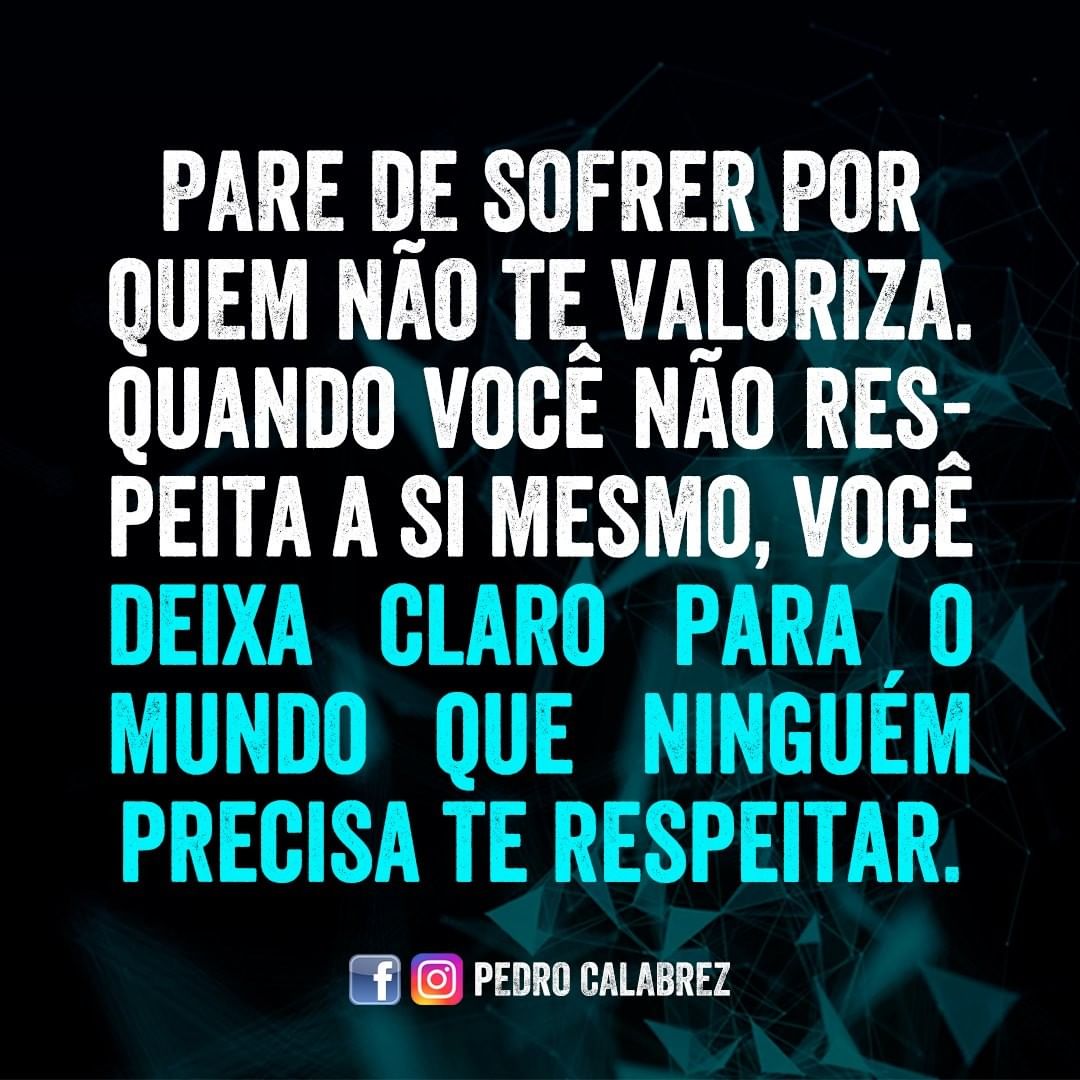 PARE DE SOFRER POR
QUEM NÃO TE VALORIZA.
QUANDO VOCÊ NÃO RES-
PEITA A SI MESMO, VOCÊ
DEIXA CLARO PARA O
MUNDO QUE NINGUÉM
PRECISA TE RESPEITAR.
PEDRO CALABREZ